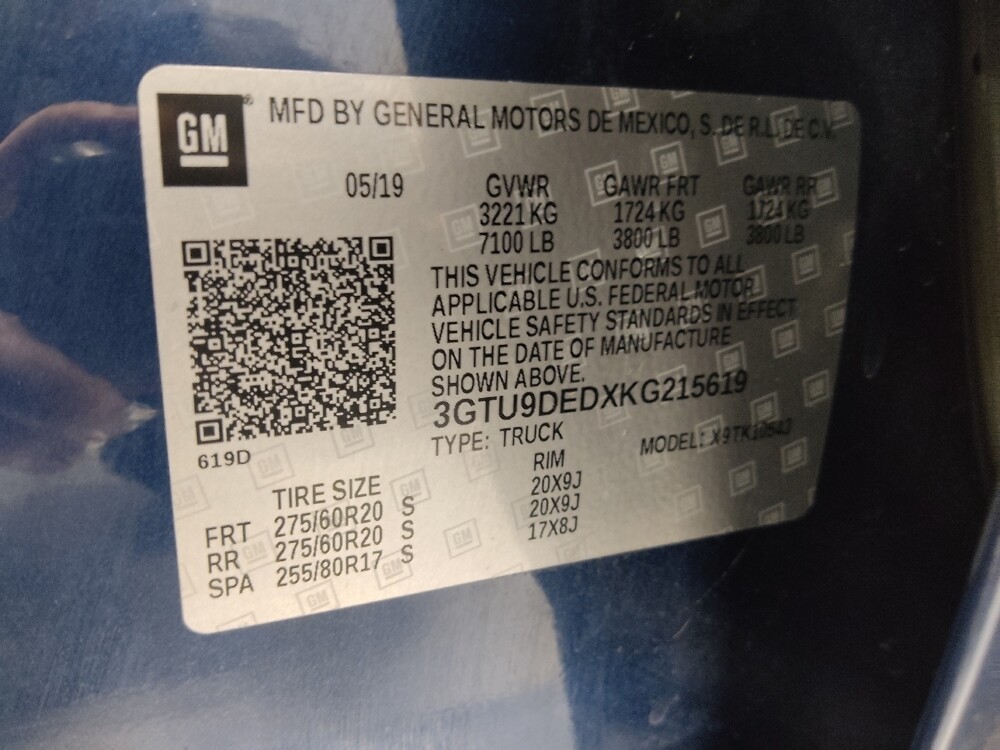 GM
MFD BY GENERAL MOTORS DE MEXICO, S. DE R.L. DE C.V.
05/19 GVWR GAWR FRT GAWR RR
3221 KG 1724 KG 1724 KG
7100 LB 3800 LB 3800 LB
THIS VEHICLE CONFORMS TO ALL
APPLICABLE U.S. FEDERAL MOTOR
VEHICLE SAFETY STANDARDS IN EFFECT
ON THE DATE OF MANUFACTURE
SHOWN ABOVE.
3GTU9DEDXKG215619
TYPE: TRUCK MODEL:
619D
TIRE SIZE RIM
FRT 275/60R20 S 20X9J
RR 275/60R20 S 20X9J
SPA 255/80R17 S 17X8J